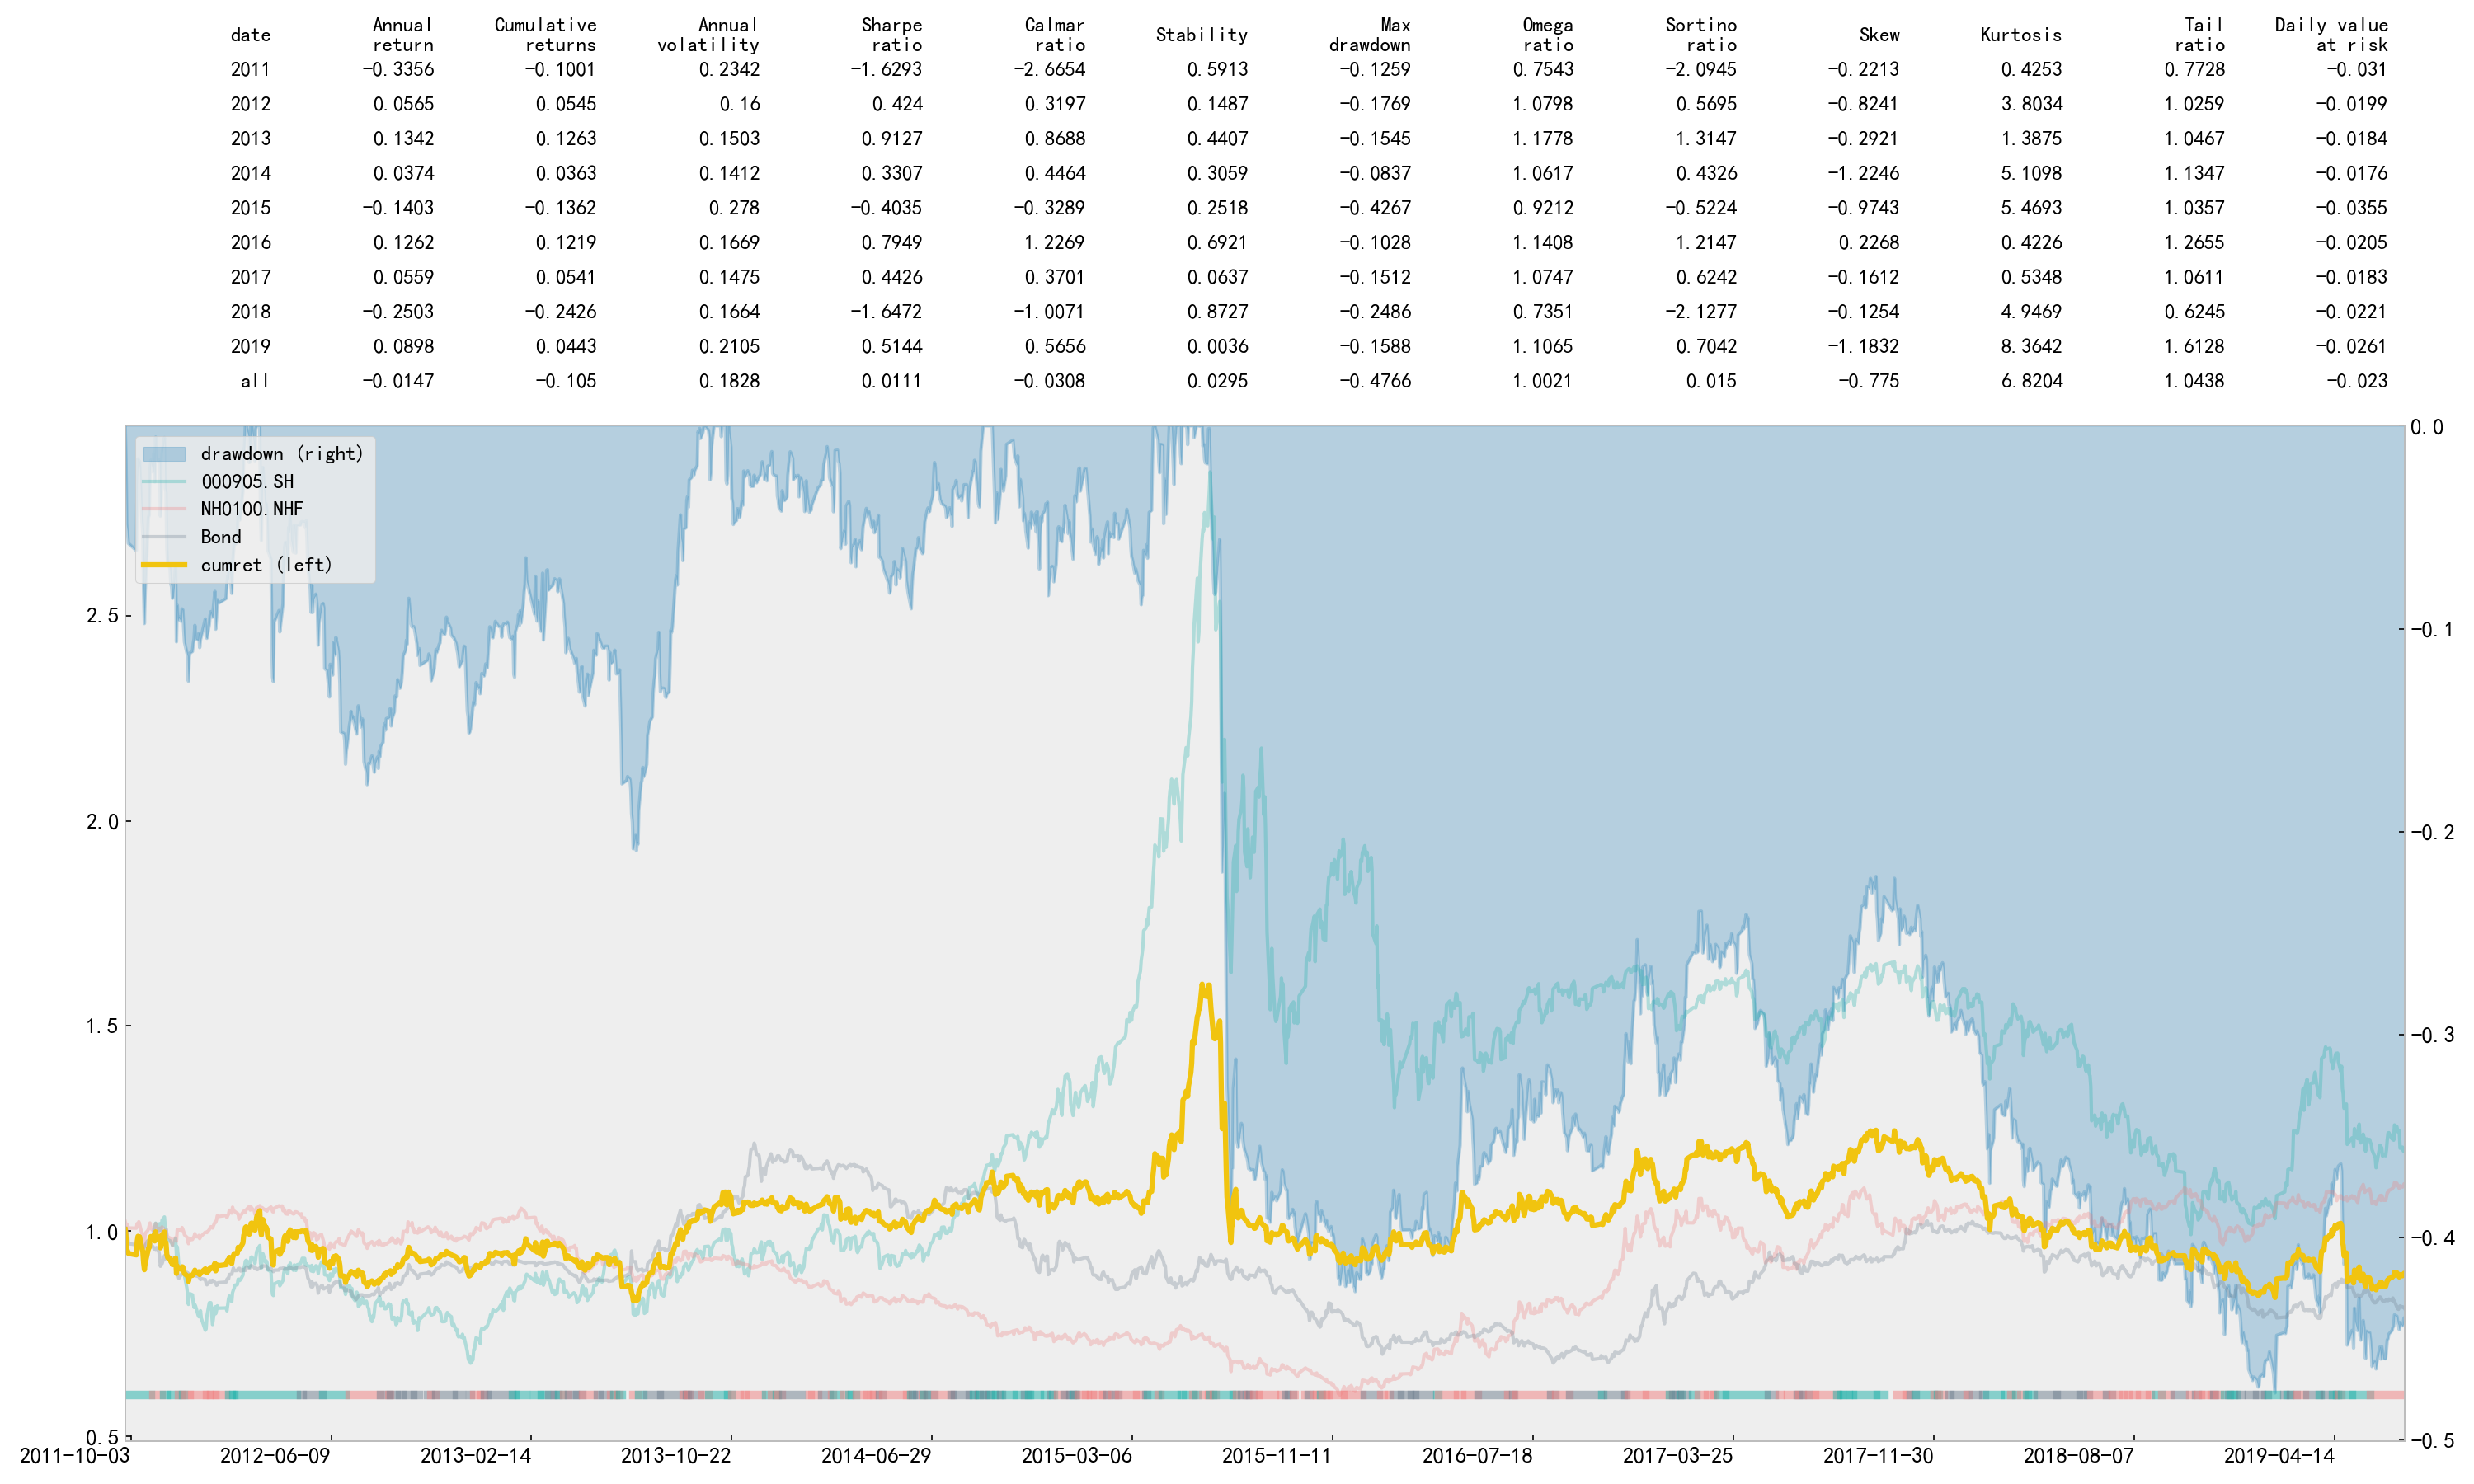 date Annual return Cumulative returns Annual volatility Sharpe ratio Calmar ratio Stability Max drawdown Omega ratio Sortino ratio Skew Kurtosis Tail ratio Daily value at risk
2011 -0.3356 -0.1001 0.2342 -1.6293 -2.6654 0.5913 -0.1259 0.7543 -2.0945 -0.2213 0.4253 0.7728 -0.031
2012 0.0565 0.0545 0.16 0.424 0.3197 0.1487 -0.1769 1.0798 0.5695 -0.8241 3.8034 1.0259 -0.0199
2013 0.1342 0.1263 0.1503 0.9127 0.8688 0.4407 -0.1545 1.1778 1.3147 -0.2921 1.3875 1.0467 -0.0184
2014 0.0374 0.0363 0.1412 0.3307 0.4464 0.3059 -0.0837 1.0617 0.4326 -1.2246 5.1098 1.1347 -0.0176
2015 -0.1403 -0.1362 0.278 -0.4035 -0.3289 0.2518 -0.4267 0.9212 -0.5224 -0.9743 5.4693 1.0357 -0.0355
2016 0.1262 0.1219 0.1669 0.7949 1.2269 0.6921 -0.1028 1.1408 1.2147 0.2268 0.4226 1.2655 -0.0205
2017 0.0559 0.0541 0.1475 0.4426 0.3701 0.0637 -0.1512 1.0747 0.6242 -0.1612 0.5348 1.0611 -0.0183
2018 -0.2503 -0.2426 0.1664 -1.6472 -1.0071 0.8727 -0.2486 0.7351 -2.1277 -0.1254 4.9469 0.6245 -0.0221
2019 0.0898 0.0443 0.2105 0.5144 0.5656 0.0036 -0.1588 1.1065 0.7042 -1.1832 8.3642 1.6128 -0.0261
all -0.0147 -0.105 0.1828 0.0111 -0.0308 0.0295 -0.4766 1.0021 0.015 -0.775 6.8204 1.0438 -0.023
drawdown (right)
000905.SH
NH0100.NHF
Bond
cumret (left)
2.5
2.0
1.5
1.0
0.5
0.0
-0.1
-0.2
-0.3
-0.4
-0.5
2011-10-03 2012-06-09 2013-02-14 2013-10-22 2014-06-29 2015-03-06 2015-11-11 2016-07-18 2017-03-25 2017-11-30 2018-08-07 2019-04-14